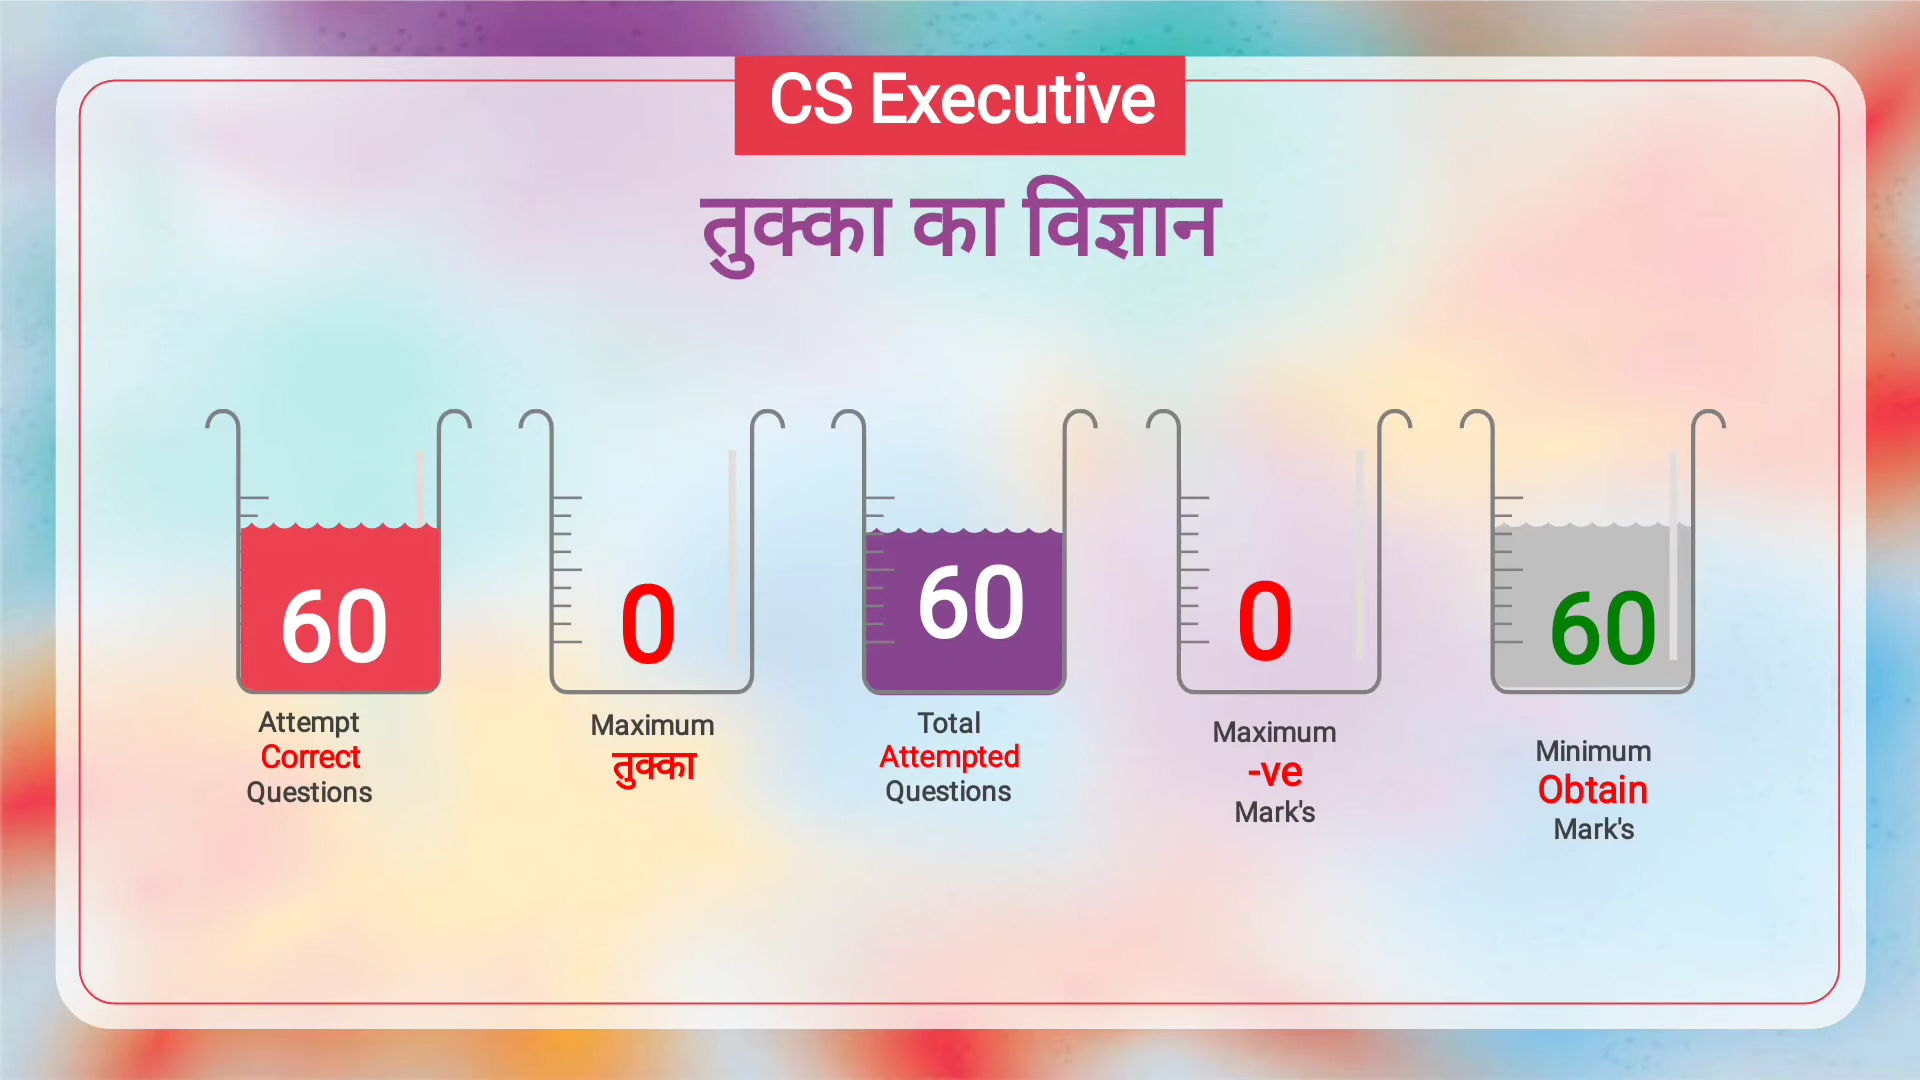 CS Executive
तुक्का का विज्ञान
60
0
60
0
60
Attempt
Correct
Questions
Maximum
तुक्का
Total
Attempted
Questions
Maximum
-ve
Mark's
Minimum
Obtain
Mark's